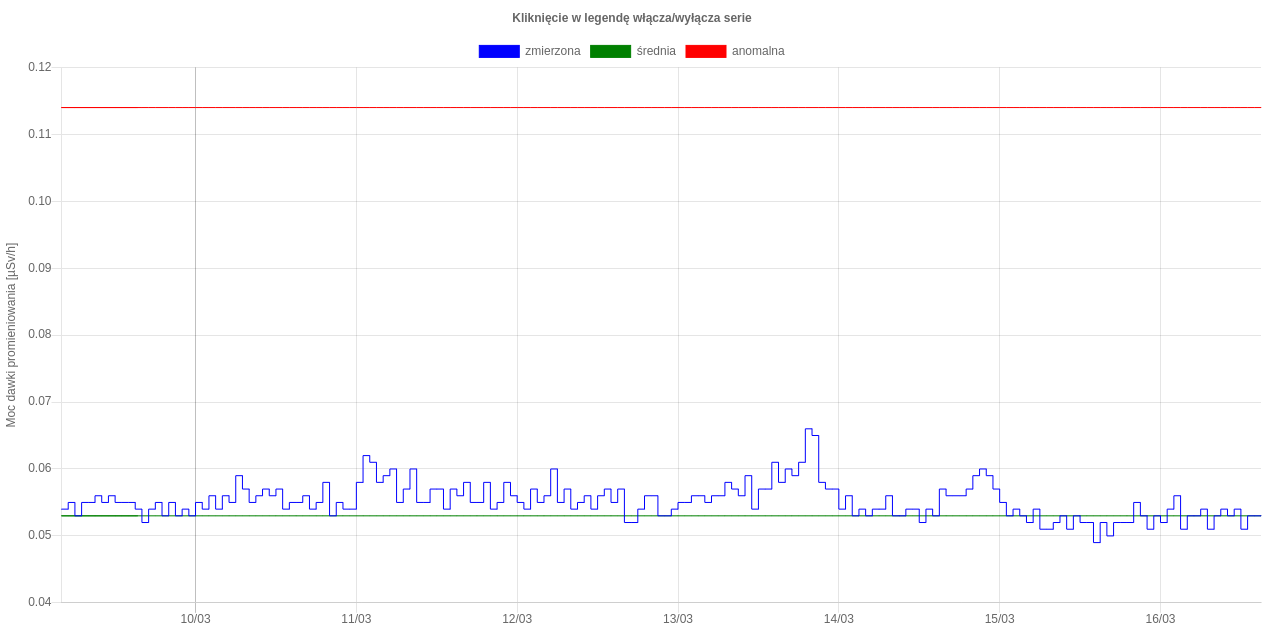 Kliknięcie w legendę włącza/wyłącza serie
zmierzona średnia anomalna
Moc dawki promieniowania [µSv/h]
0.12
0.11
0.10
0.09
0.08
0.07
0.06
0.05
0.04
10/03 11/03 12/03 13/03 14/03 15/03 16/03